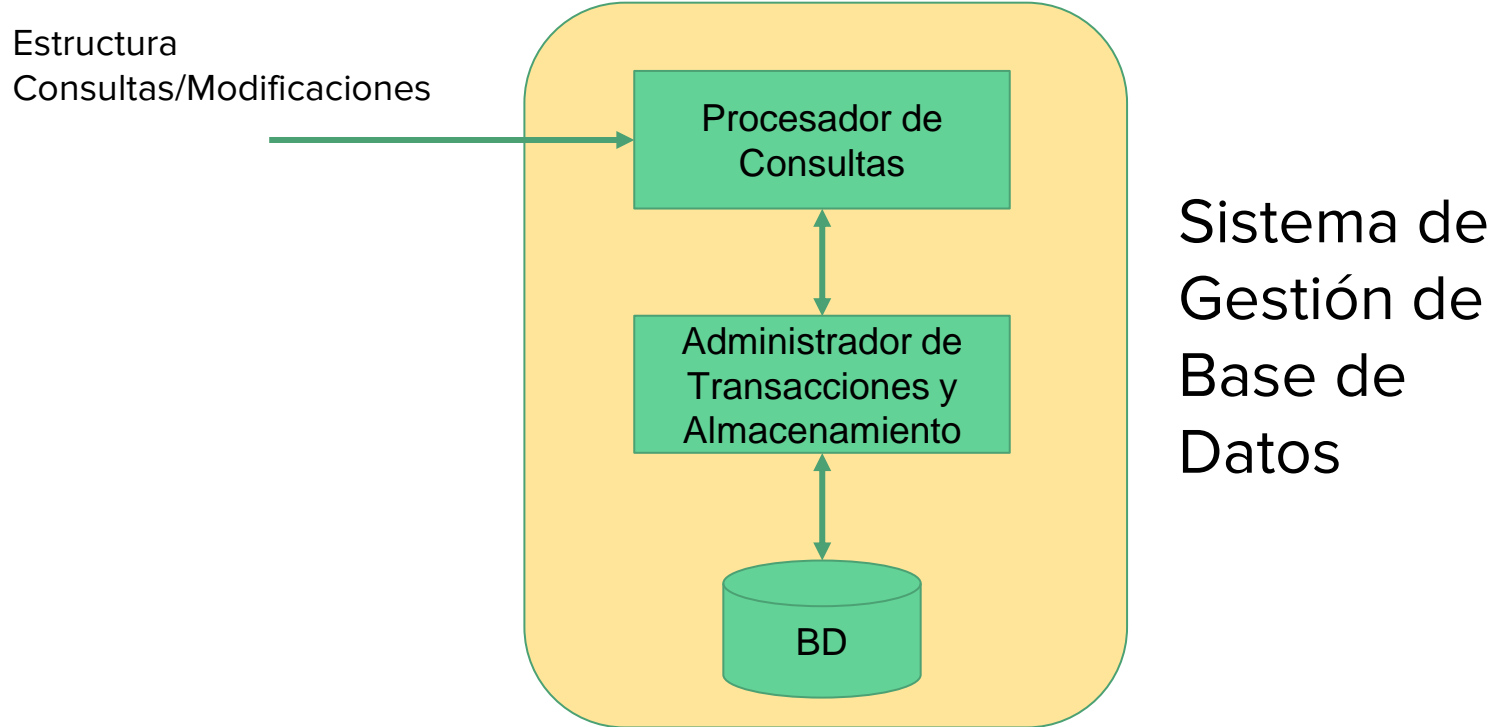 Estructura
Consultas/Modificaciones
Procesador de
Consultas
Administrador de
Transacciones y
Almacenamiento
BD
Sistema de
Gestión de
Base de
Datos